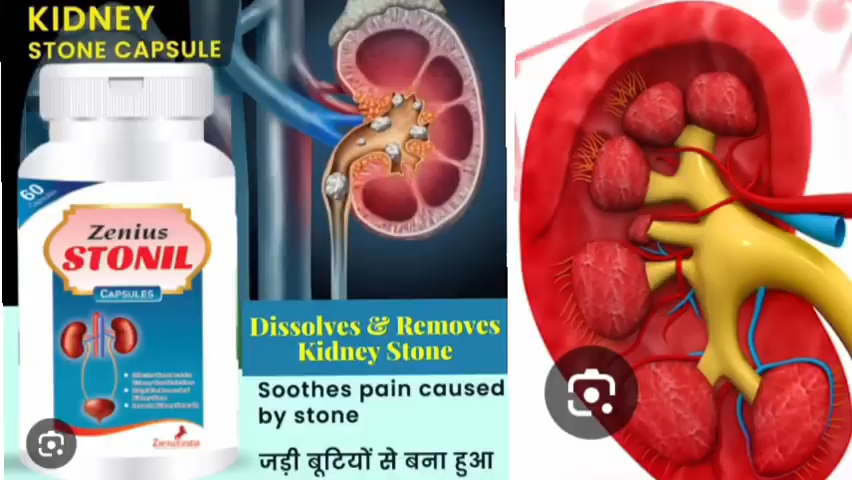 KIDNEY
STONE CAPSULE
60
Zenius
STONIL
CAPSULES
Dissolves & Removes
Kidney Stone
Soothes pain caused
by stone
जड़ी बूटियों से बना हुआ